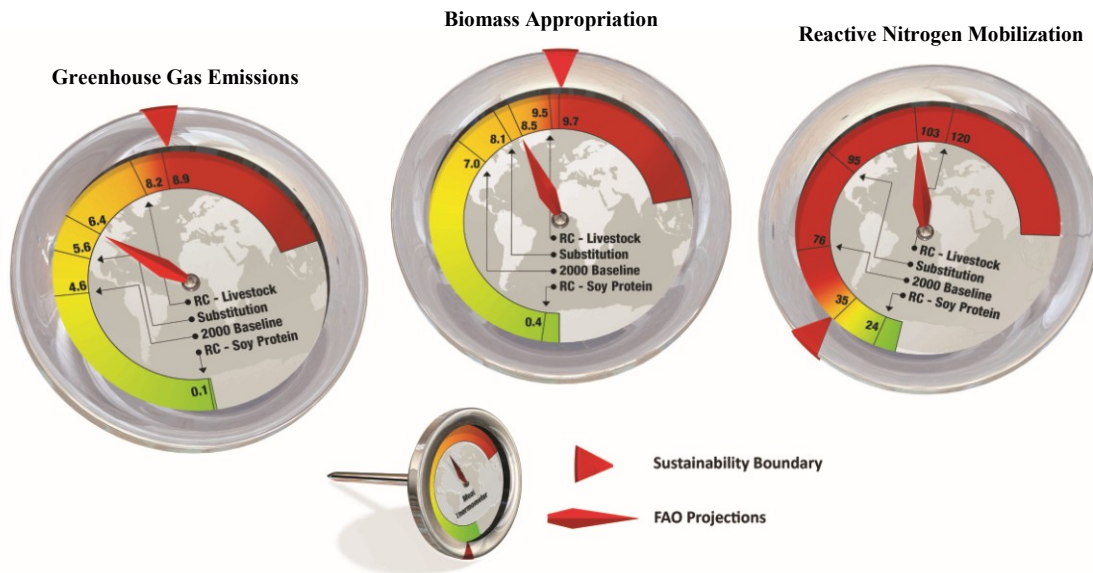 Biomass Appropriation
Reactive Nitrogen Mobilization
Greenhouse Gas Emissions
8.2
8.9
6.4
5.6
4.6
RC - Livestock
Substitution
2000 Baseline
RC - Soy Protein
0.1
9.5
9.7
8.5
8.1
7.0
RC - Livestock
Substitution
2000 Baseline
RC - Soy Protein
0.4
103
120
95
76
35
24
RC - Livestock
Substitution
2000 Baseline
RC - Soy Protein
Meat
Thermometer
Sustainability Boundary
FAO Projections